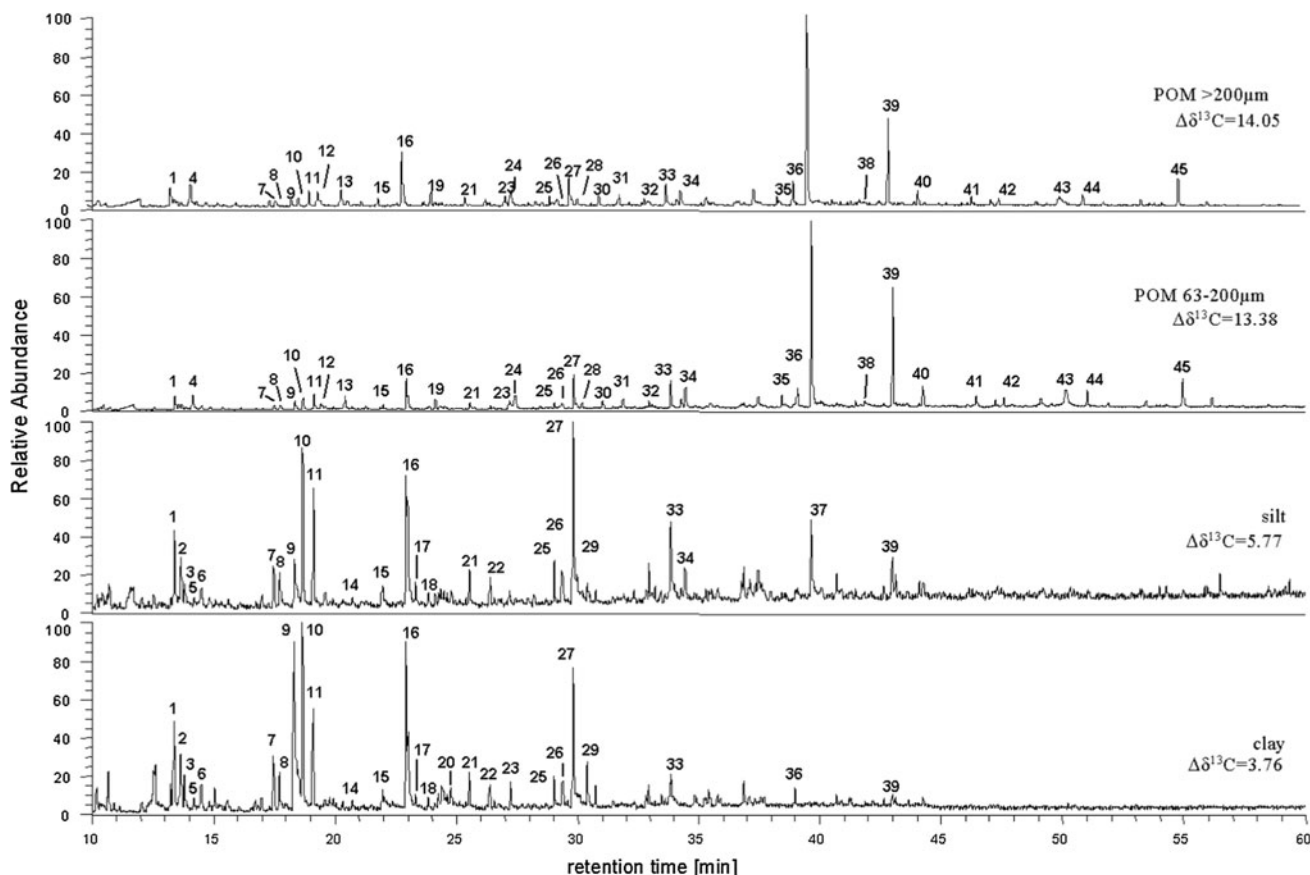 100
80
60
40
20
0
1 4 7 8 9 10 11 12 13 15 16 19 21 23 24 25 26 27 28 30 31 32 33 34 35 36 38 39 40 41 42 43 44 45
POM >200µm
Δδ¹³C=14.05
100
80
60
40
20
0
1 4 7 8 9 10 11 12 13 15 16 19 21 23 24 25 26 27 28 30 31 32 33 34 35 36 38 39 40 41 42 43 44 45
POM 63-200µm
Δδ¹³C=13.38
Relative Abundance
100
80
60
40
20
0
1 2 3 5 6 7 8 9 10 11 14 15 16 17 18 21 22 25 26 27 29 33 34 37 39
silt
Δδ¹³C=5.77
100
80
60
40
20
0
1 2 3 5 6 7 8 9 10 11 14 15 16 17 18 20 21 22 23 25 26 27 29 33 36 39
clay
Δδ¹³C=3.76
10 15 20 25 30 35 40 45 50 55 60
retention time [min]